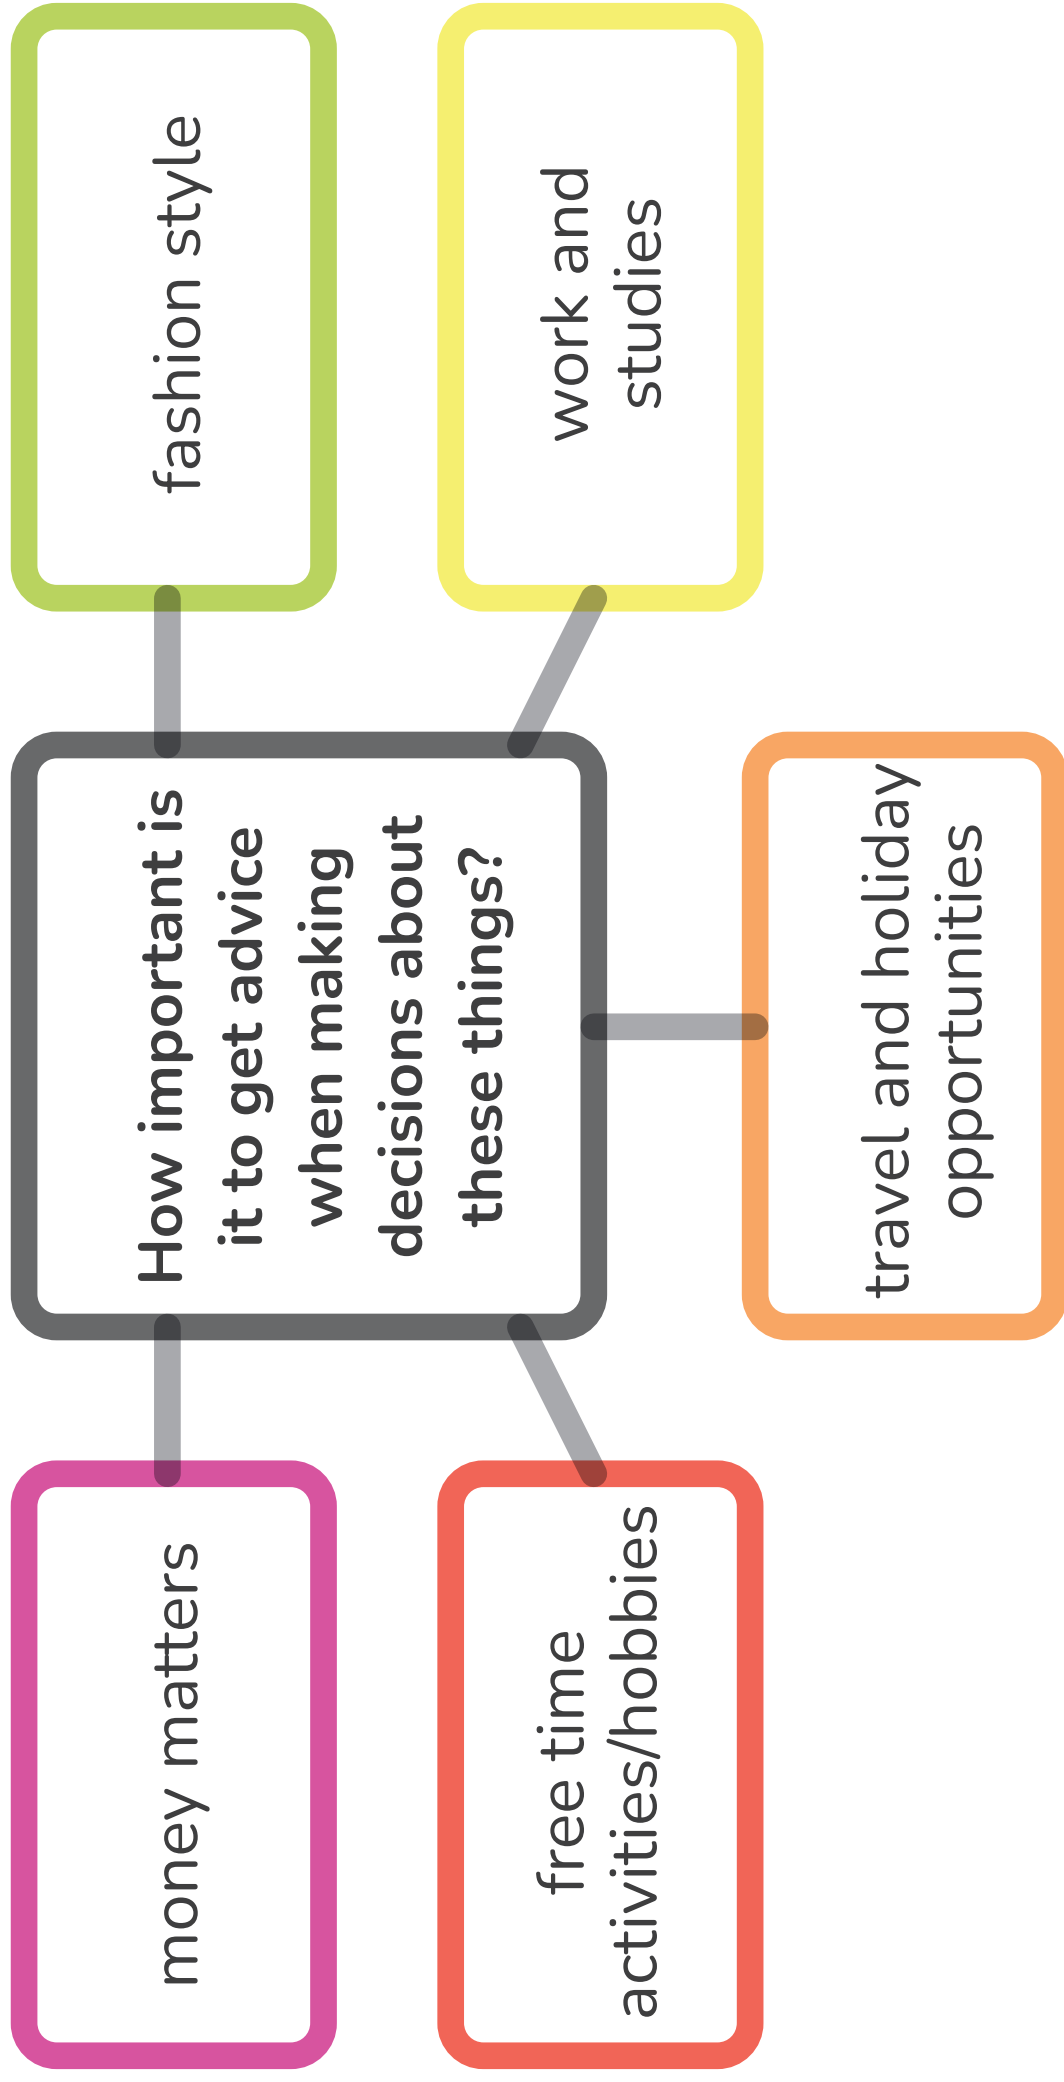 money matters
How important is
it to get advice
when making
decisions about
these things?
fashion style
free time
activities/hobbies
work and
studies
travel and holiday
opportunities